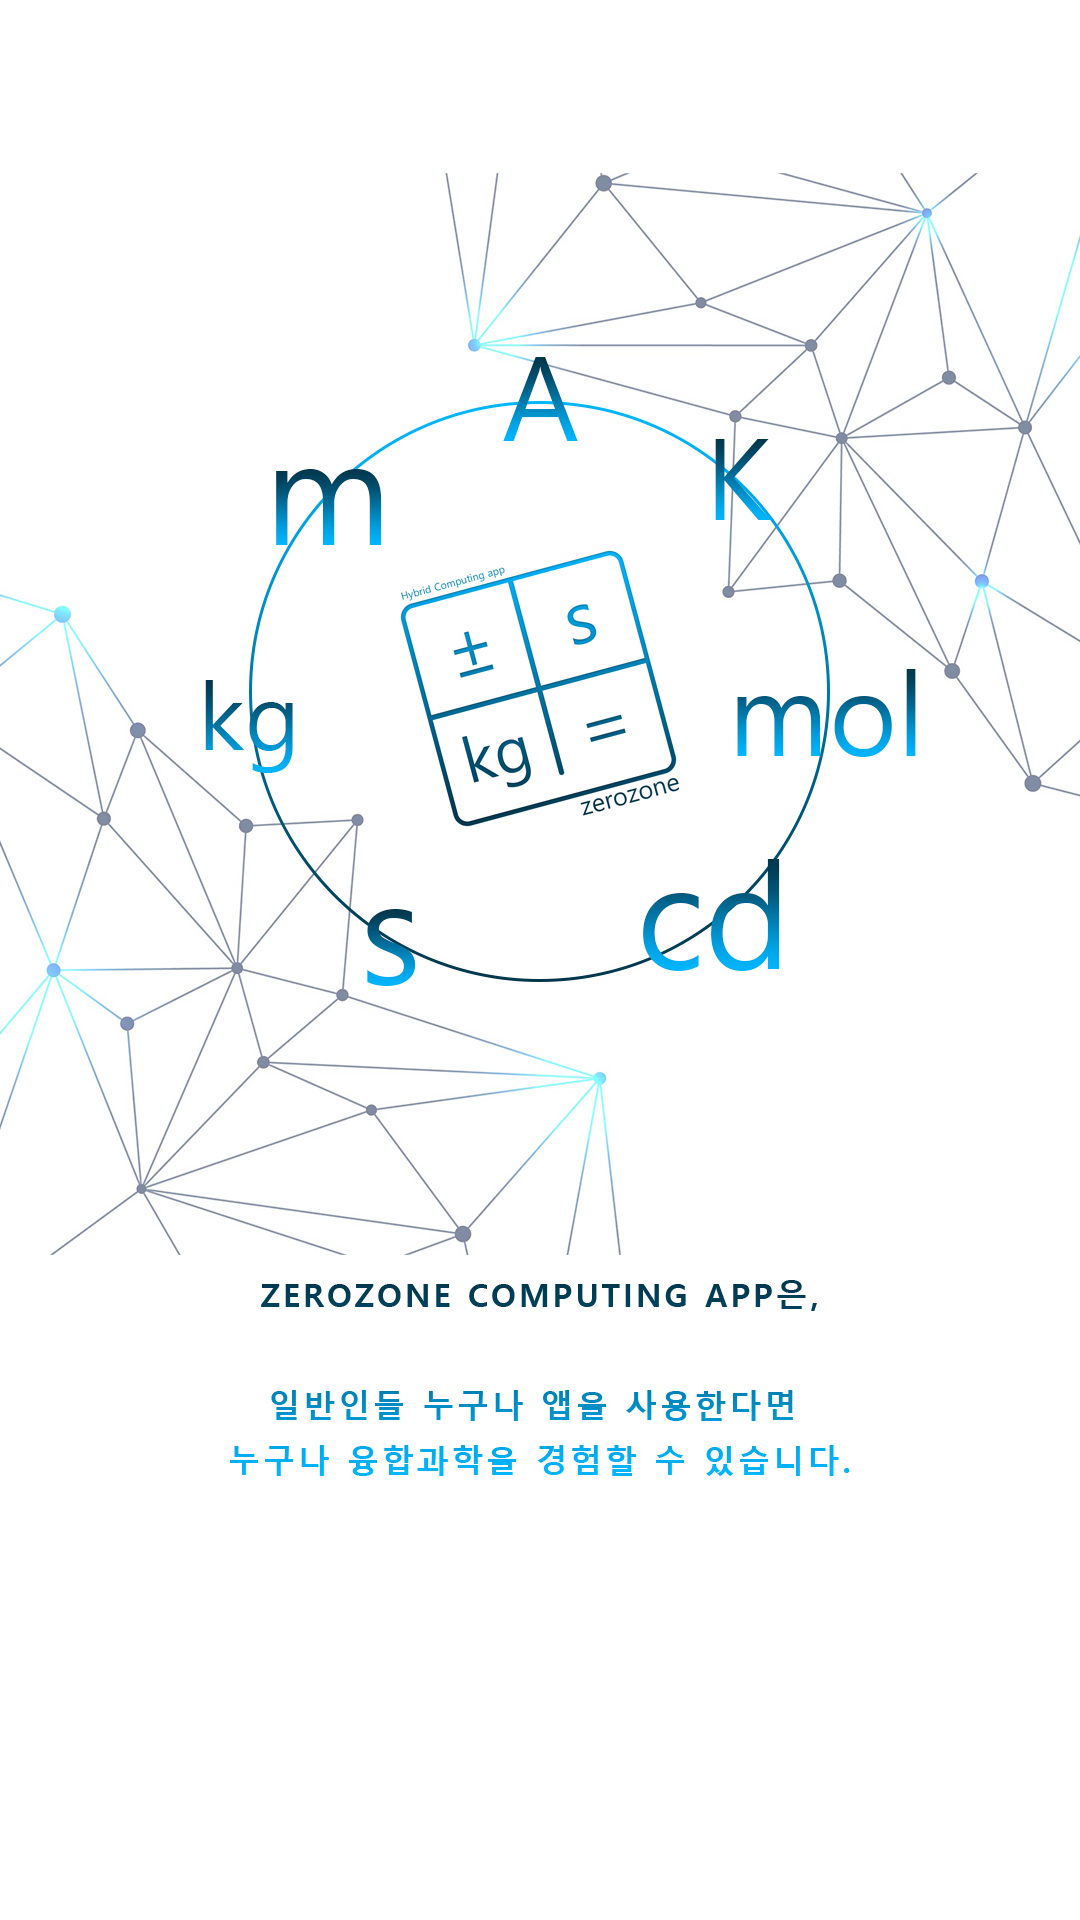 A
K
m
Hybrid Computing app
±
s
kg
=
zerozone
kg
mol
s
cd
ZEROZONE COMPUTING APP은,
일반인들 누구나 앱을 사용한다면
누구나 융합과학을 경험할 수 있습니다.